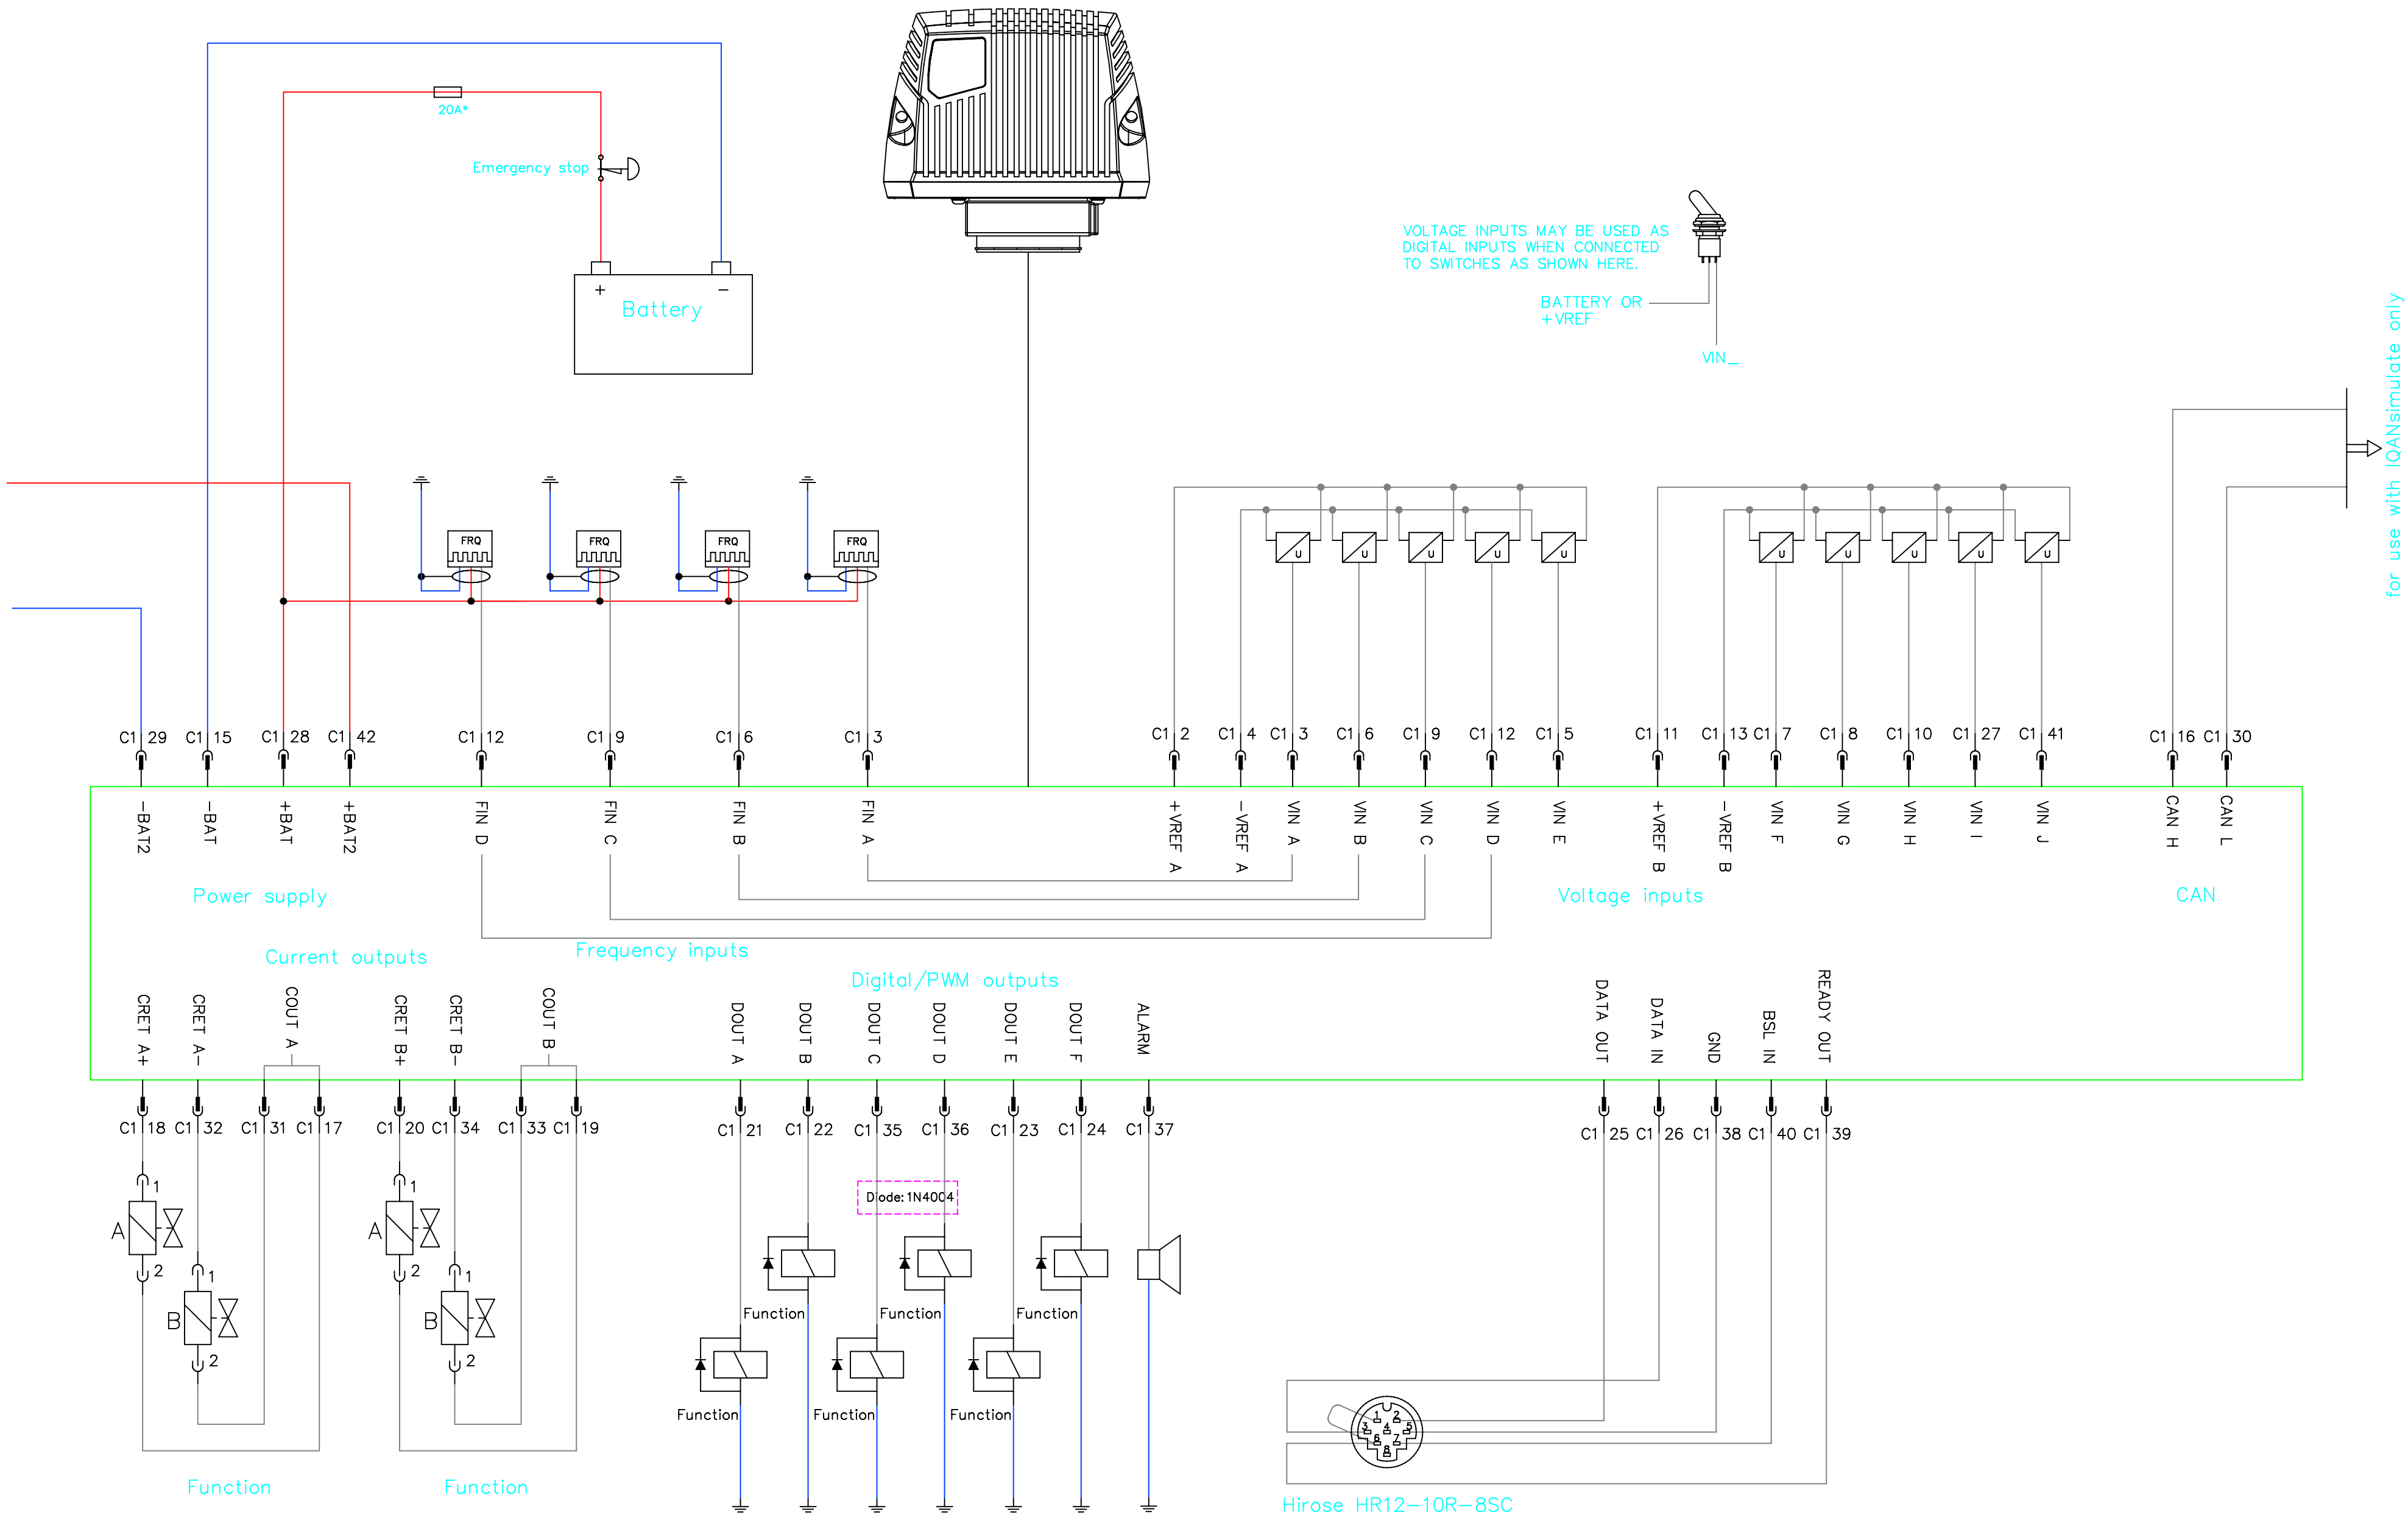 20A*
Emergency stop
+ −
Battery
VOLTAGE INPUTS MAY BE USED AS
DIGITAL INPUTS WHEN CONNECTED
TO SWITCHES AS SHOWN HERE.
BATTERY OR
+VREF
VIN_
for use with IQANsimulate only
FRQ FRQ FRQ FRQ
U U U U U U U U U U
C1 29 C1 15 C1 28 C1 42 C1 12 C1 9 C1 6 C1 3 C1 2 C1 4 C1 3 C1 6 C1 9 C1 12 C1 5 C1 11 C1 13 C1 7 C1 8 C1 10 C1 27 C1 41 C1 16 C1 30
-BAT2
-BAT
+BAT
+BAT2
FIN D
FIN C
FIN B
FIN A
+VREF A
-VREF A
VIN A
VIN B
VIN C
VIN D
VIN E
+VREF B
-VREF B
VIN F
VIN G
VIN H
VIN I
VIN J
CAN H
CAN L
Power supply
Voltage inputs
CAN
Current outputs
Frequency inputs
Digital/PWM outputs
CRET A+
CRET A-
COUT A
CRET B+
CRET B-
COUT B
DOUT A
DOUT B
DOUT C
DOUT D
DOUT E
DOUT F
ALARM
DATA OUT
DATA IN
GND
BSL IN
READY OUT
C1 18 C1 32 C1 31 C1 17 C1 20 C1 34 C1 33 C1 19 C1 21 C1 22 C1 35 C1 36 C1 23 C1 24 C1 37 C1 25 C1 26 C1 38 C1 40 C1 39
1
A
2
1
B
2
1
A
2
1
B
2
Diode: 1N4004
Function Function Function
Function Function Function
1 2
3 4 5
6 7
8
Function Function
Hirose HR12-10R-8SC